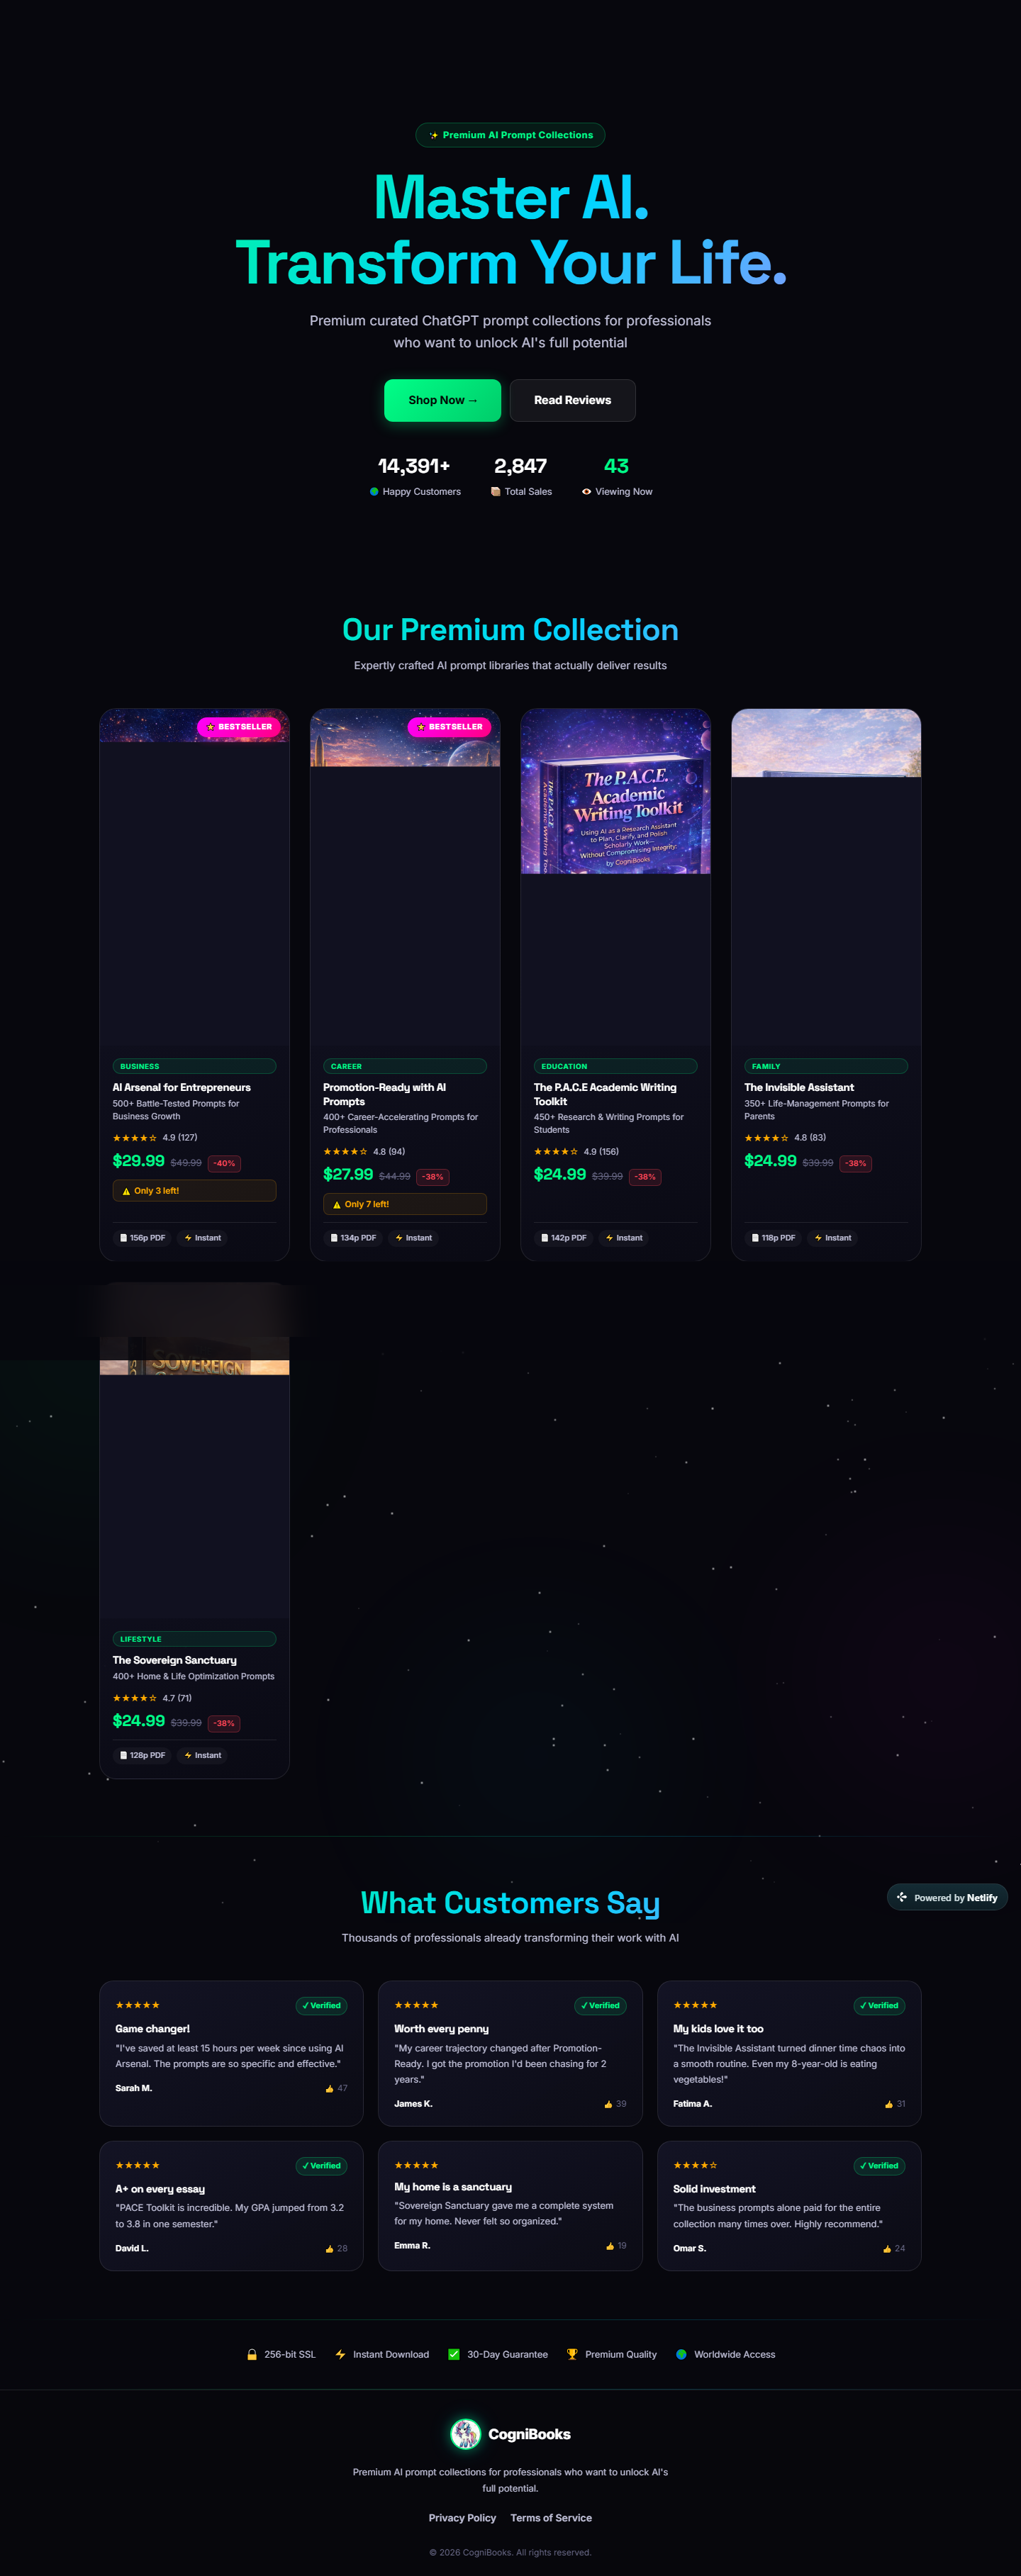 ✨ Premium AI Prompt Collections
Master AI.
Transform Your Life.
Premium curated ChatGPT prompt collections for professionals
who want to unlock AI's full potential
Shop Now →
Read Reviews
14,391+
🌍 Happy Customers
2,847
📚 Total Sales
43
👁 Viewing Now
Our Premium Collection
Expertly crafted AI prompt libraries that actually deliver results
⭐ BESTSELLER
BUSINESS
AI Arsenal for Entrepreneurs
500+ Battle-Tested Prompts for
Business Growth
★★★★☆ 4.9 (127)
$29.99 $49.99 -40%
⚠ Only 3 left!
156p PDF
⚡ Instant
⭐ BESTSELLER
CAREER
Promotion-Ready with AI
Prompts
400+ Career-Accelerating Prompts for
Professionals
★★★★☆ 4.8 (94)
$27.99 $44.99 -38%
⚠ Only 7 left!
134p PDF
⚡ Instant
The P.A.C.E.
Academic
Writing Toolkit
Using AI as a Research Assistant
to Plan, Clarify, and Polish
Scholarly Work—
Without Compromising Integrity:
by CogniBooks
The P.A.C.E.
Academic Writing Too
EDUCATION
The P.A.C.E Academic Writing
Toolkit
450+ Research & Writing Prompts for
Students
★★★★☆ 4.9 (156)
$24.99 $39.99 -38%
142p PDF
⚡ Instant
FAMILY
The Invisible Assistant
350+ Life-Management Prompts for
Parents
★★★★☆ 4.8 (83)
$24.99 $39.99 -38%
118p PDF
⚡ Instant
SOVEREIGN
LIFESTYLE
The Sovereign Sanctuary
400+ Home & Life Optimization Prompts
★★★★☆ 4.7 (71)
$24.99 $39.99 -38%
128p PDF
⚡ Instant
Powered by Netlify
What Customers Say
Thousands of professionals already transforming their work with AI
★★★★★ ✓ Verified
Game changer!
"I've saved at least 15 hours per week since using AI
Arsenal. The prompts are so specific and effective."
Sarah M. 👍 47
★★★★★ ✓ Verified
Worth every penny
"My career trajectory changed after Promotion-
Ready. I got the promotion I'd been chasing for 2
years."
James K. 👍 39
★★★★★ ✓ Verified
My kids love it too
"The Invisible Assistant turned dinner time chaos into
a smooth routine. Even my 8-year-old is eating
vegetables!"
Fatima A. 👍 31
★★★★★ ✓ Verified
A+ on every essay
"PACE Toolkit is incredible. My GPA jumped from 3.2
to 3.8 in one semester."
David L. 👍 28
★★★★★
My home is a sanctuary
"Sovereign Sanctuary gave me a complete system
for my home. Never felt so organized."
Emma R. 👍 19
★★★★☆ ✓ Verified
Solid investment
"The business prompts alone paid for the entire
collection many times over. Highly recommend."
Omar S. 👍 24
🔒 256-bit SSL
⚡ Instant Download
✅ 30-Day Guarantee
🏆 Premium Quality
🌍 Worldwide Access
CogniBooks
Premium AI prompt collections for professionals who want to unlock AI's
full potential.
Privacy Policy
Terms of Service
© 2026 CogniBooks. All rights reserved.